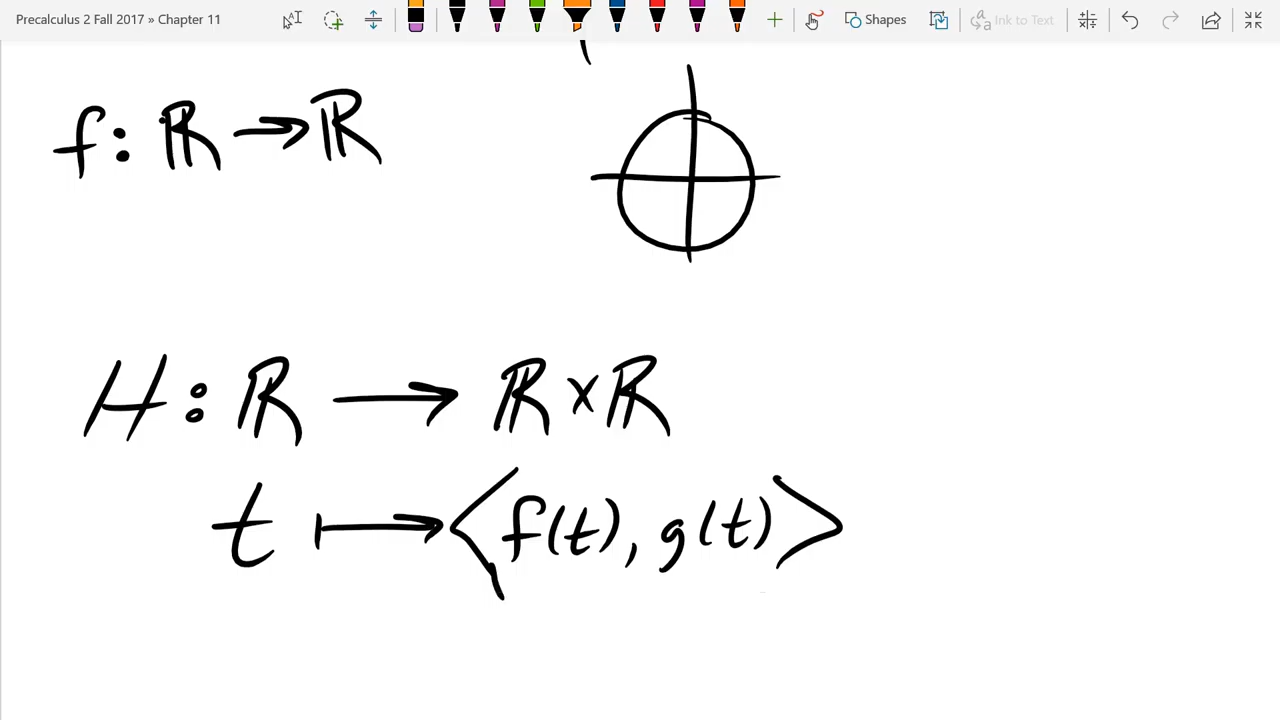 Precalculus 2 Fall 2017 » Chapter 11
Shapes
Ink to Text
f: ℝ → ℝ
H: ℝ ⟶ ℝ × ℝ
t ⟼ ⟨f(t), g(t)⟩